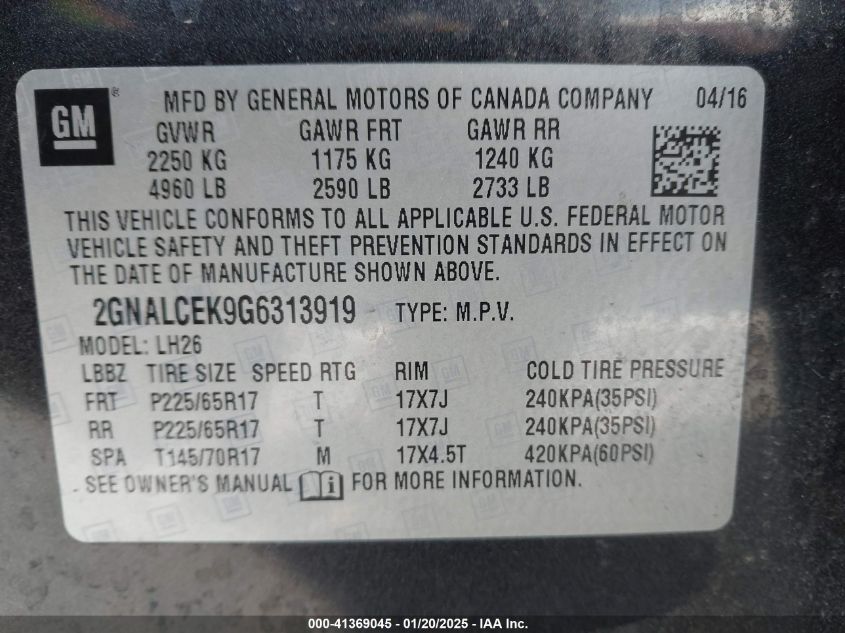 GM ® MFD BY GENERAL MOTORS OF CANADA COMPANY 04/16
GVWR GAWR FRT GAWR RR
2250 KG 1175 KG 1240 KG
4960 LB 2590 LB 2733 LB
THIS VEHICLE CONFORMS TO ALL APPLICABLE U.S. FEDERAL MOTOR
VEHICLE SAFETY AND THEFT PREVENTION STANDARDS IN EFFECT ON
THE DATE OF MANUFACTURE SHOWN ABOVE.
2GNALCEK9G6313919 TYPE: M.P.V.
MODEL: LH26
LBBZ TIRE SIZE SPEED RTG RIM COLD TIRE PRESSURE
FRT P225/65R17 T 17X7J 240KPA(35PSI)
RR P225/65R17 T 17X7J 240KPA(35PSI)
SPA T145/70R17 M 17X4.5T 420KPA(60PSI)
SEE OWNER'S MANUAL i FOR MORE INFORMATION.
000-41369045 - 01/20/2025 - IAA Inc.